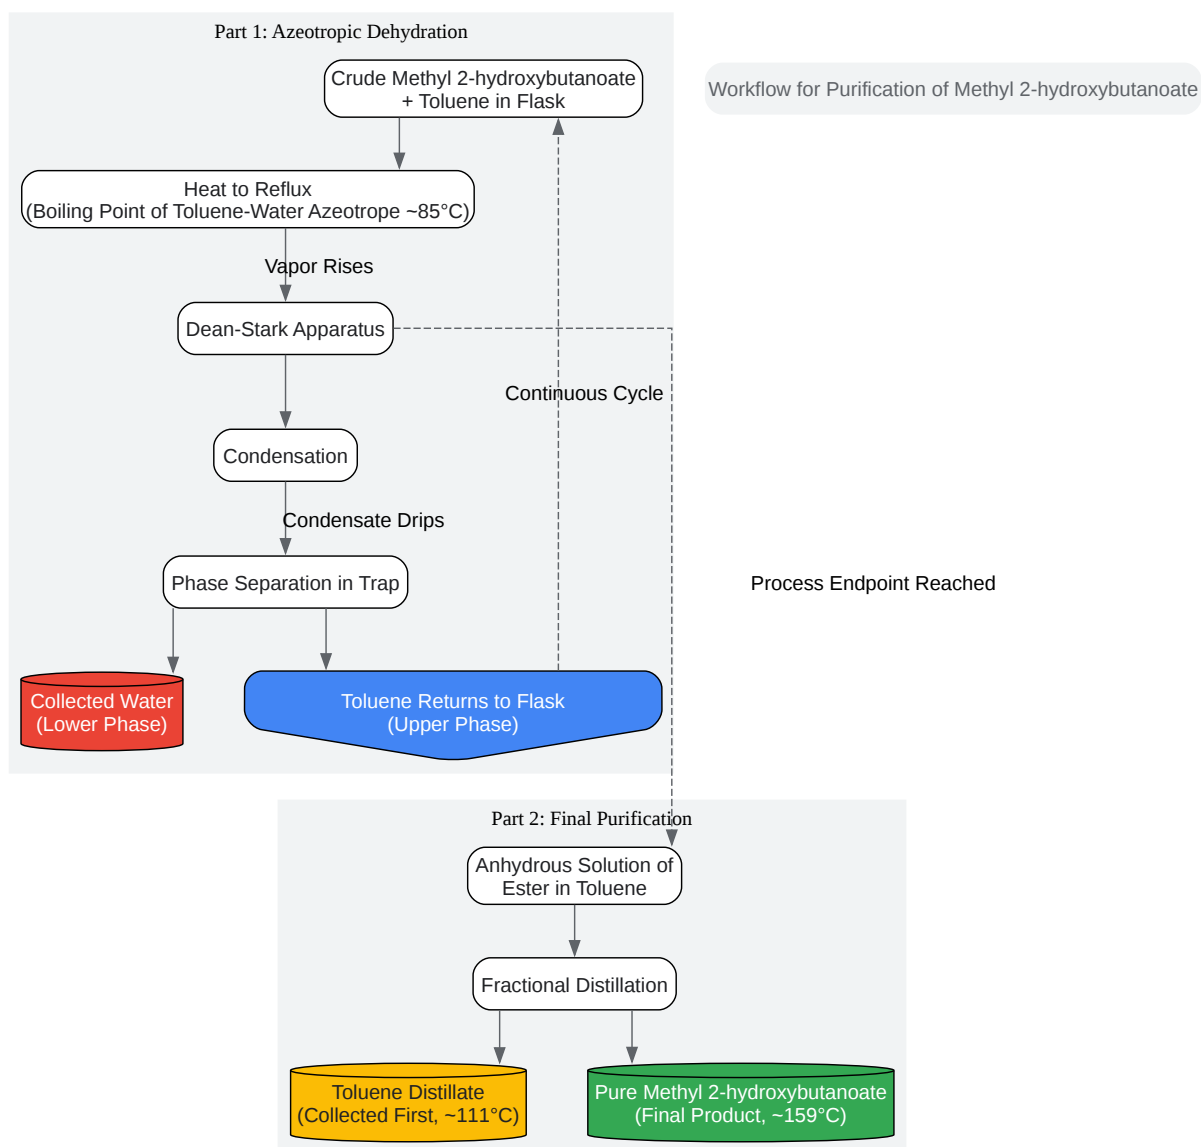 Part 1: Azeotropic Dehydration
Crude Methyl 2-hydroxybutanoate
+ Toluene in Flask
Workflow for Purification of Methyl 2-hydroxybutanoate
Heat to Reflux
(Boiling Point of Toluene-Water Azeotrope ~85°C)
Vapor Rises
Dean-Stark Apparatus
Continuous Cycle
Condensation
Condensate Drips
Phase Separation in Trap
Process Endpoint Reached
Collected Water
(Lower Phase)
Toluene Returns to Flask
(Upper Phase)
Part 2: Final Purification
Anhydrous Solution of
Ester in Toluene
Fractional Distillation
Toluene Distillate
(Collected First, ~111°C)
Pure Methyl 2-hydroxybutanoate
(Final Product, ~159°C)